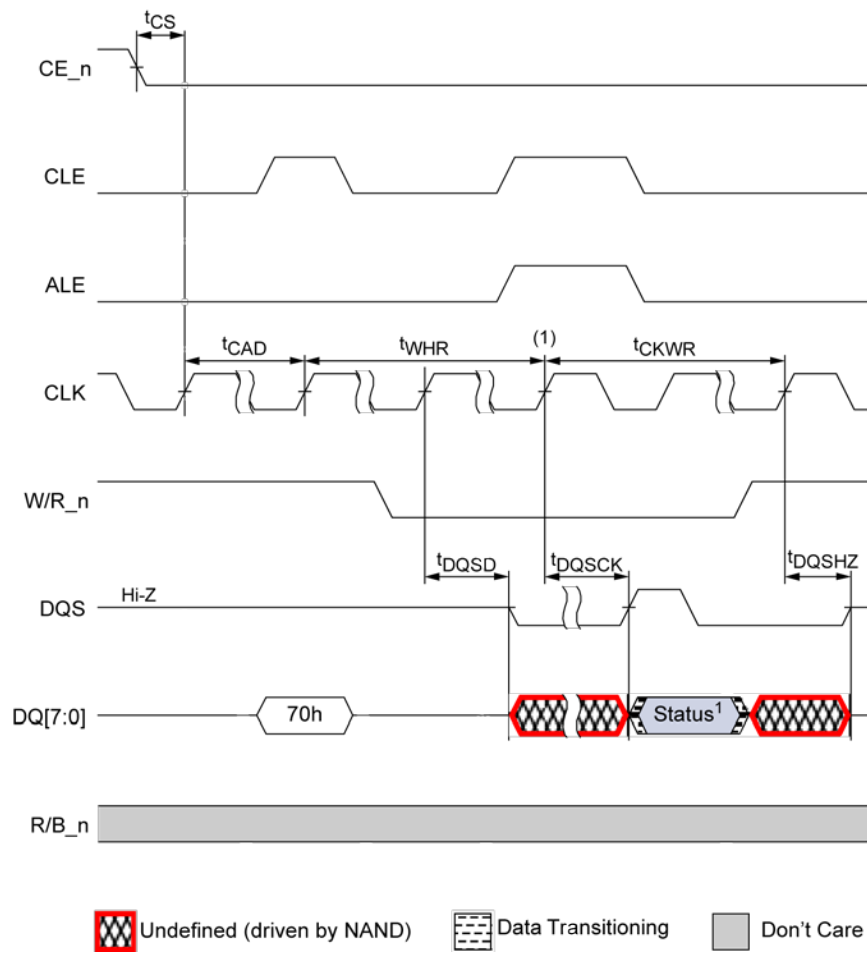 tCS
CE_n
CLE
ALE
(1)
tCAD
tWHR
tCKWR
CLK
W/R_n
tDQSD
tDQSCK
tDQSHZ
Hi-Z
DQS
DQ[7:0]
70h
Status1
R/B_n
Undefined (driven by NAND)
Data Transitioning
Don't Care